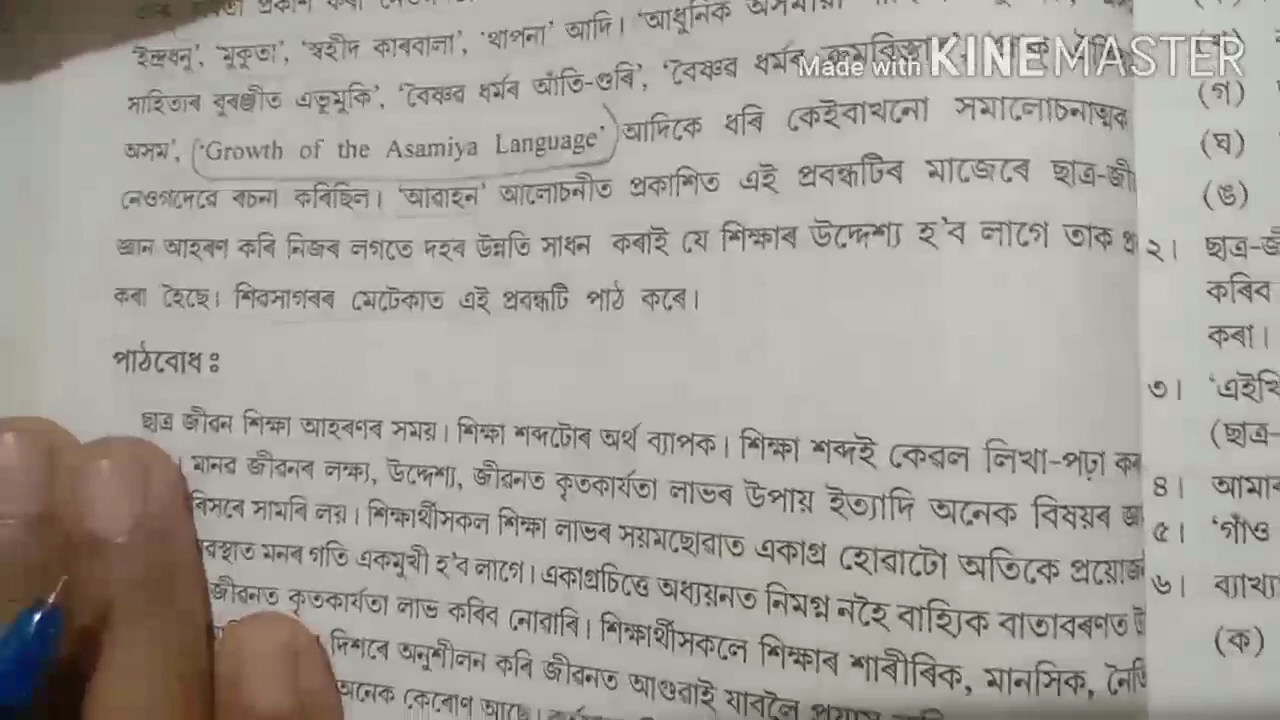 প্ৰকাশ কৰা
'ইন্দ্ৰধনু', 'মুকুতা', 'স্বহীদ কাৰবালা', 'থাপনা' আদি। 'আধুনিক অসমীয়া
সাহিত্যৰ বুৰঞ্জীত এভুমুকি', 'বৈষ্ণৱ ধৰ্মৰ আঁতি-গুৰি', 'বৈষ্ণৱ ধৰ্মৰ
Made with KINEMASTER
অসম', 'Growth of the Asamiya Language' আদিকে ধৰি কেইবাখনো সমালোচনাত্মক
নেওগদেৱে ৰচনা কৰিছিল। 'আৱাহন' আলোচনীত প্ৰকাশিত এই প্ৰবন্ধটিৰ মাজেৰে ছাত্ৰ-জী
জ্ঞান আহৰণ কৰি নিজৰ লগতে দহৰ উন্নতি সাধন কৰাই যে শিক্ষাৰ উদ্দেশ্য হ'ব লাগে তাক
কৰা হৈছে। শিৱসাগৰৰ মেটেকাত এই প্ৰবন্ধটি পাঠ কৰে।
পাঠবোধ ঃ
ছাত্ৰ জীৱন শিক্ষা আহৰণৰ সময়। শিক্ষা শব্দটোৰ অৰ্থ ব্যাপক। শিক্ষা শব্দই কেৱল লিখা-পঢ়া
মানৱ জীৱনৰ লক্ষ্য, উদ্দেশ্য, জীৱনত কৃতকাৰ্যতা লাভৰ উপায় ইত্যাদি অনেক বিষয়ৰ
সামৰি লয়। শিক্ষাৰ্থীসকল শিক্ষা লাভৰ সময়ছোৱাত একাগ্ৰ হোৱাটো অতিকে
মনৰ গতি একমুখী হ'ব লাগে। একাগ্ৰচিত্তে অধ্যয়নত নিমগ্ন নহৈ বাহ্যিক বাতাবৰণত
জীৱনত কৃতকাৰ্যতা লাভ কৰিব নোৱাৰি। শিক্ষাৰ্থীসকলে শিক্ষাৰ শাৰীৰিক, মানসিক,
দিশৰে অনুশীলন কৰি জীৱনত আগুৱাই যাবলৈ
অনেক কেৰোণ আছে।
(গ)
(ঘ)
(ঙ)
২। ছাত্ৰ-জী
কৰিব
কৰা।
৩।
(ছাত্ৰ-
৪।
৫। 'গাঁও
৬। ব্যাখ্যা
(ক)